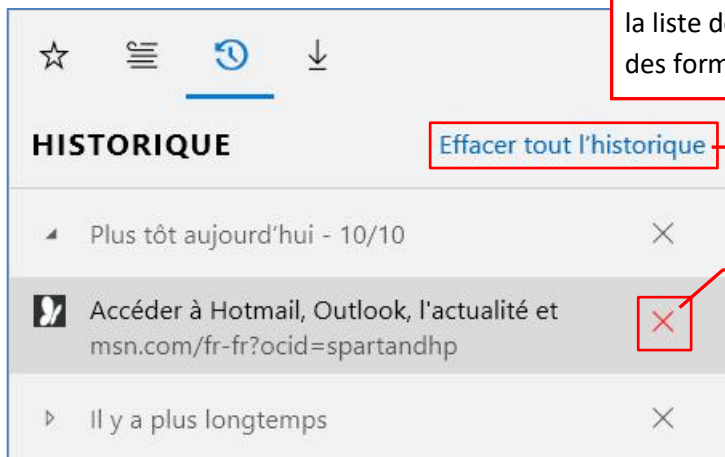 la liste d
des form
HISTORIQUE
Effacer tout l'historique
Plus tôt aujourd'hui - 10/10
Accéder à Hotmail, Outlook, l'actualité et
msn.com/fr-fr?ocid=spartandhp
Il y a plus longtemps